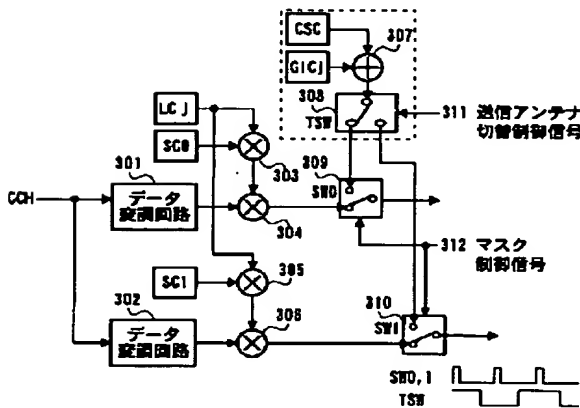 CSC
307
GICj
308
TSW
311 送信アンテナ
切替制御信号
LCj
SC0
303
309
SW0
301
CCH
データ
変調回路
304
312 マスク
制御信号
305
SC1
302
310
データ
変調回路
306
SW1
SW0,1
TSW